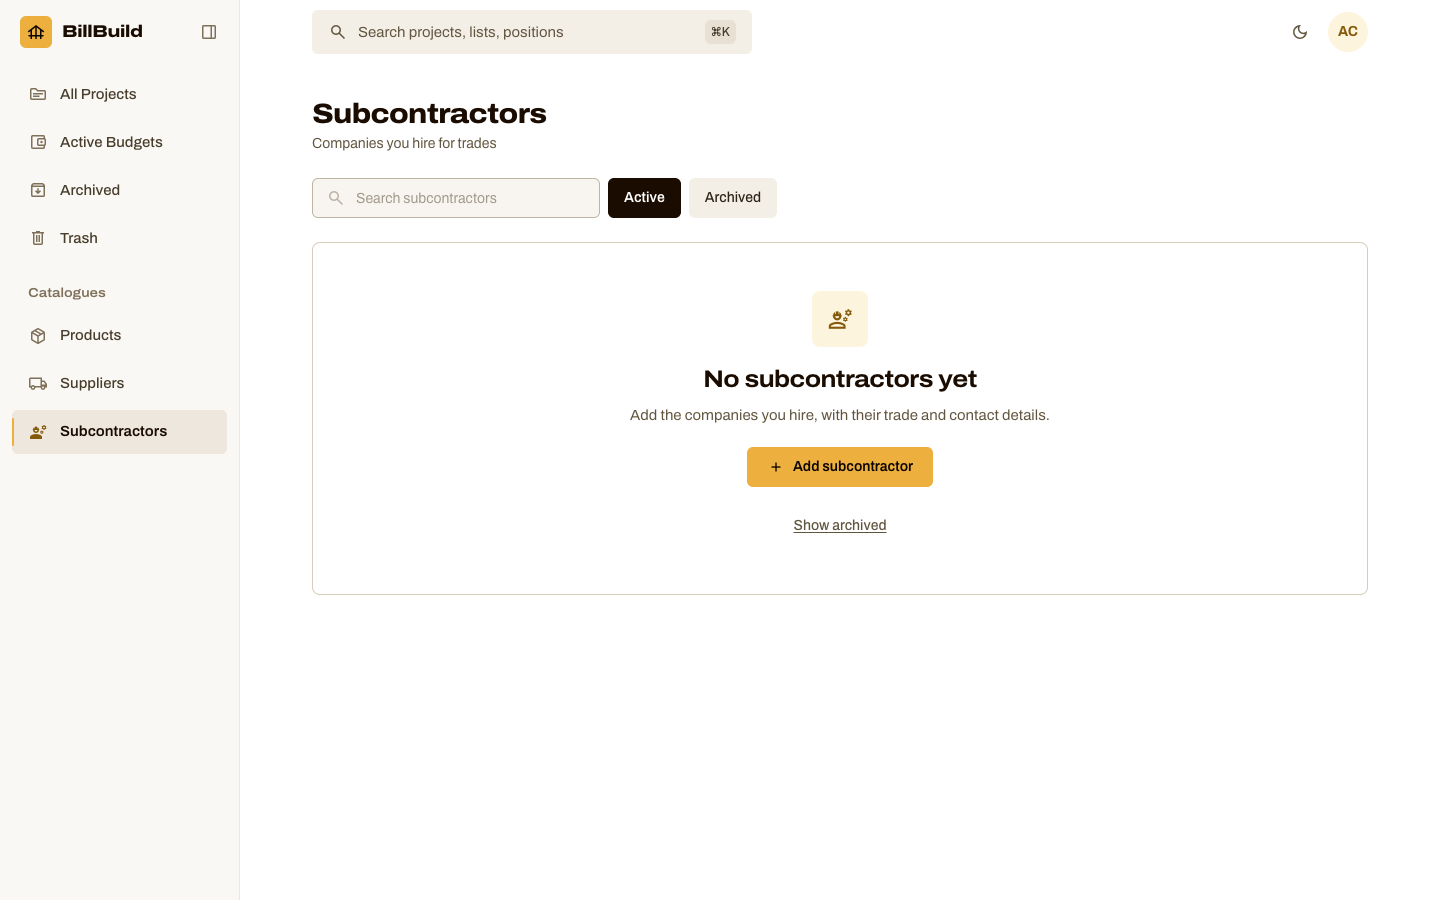 BillBuild
Search projects, lists, positions
⌘K
AC
All Projects
Active Budgets
Archived
Trash
Catalogues
Products
Suppliers
Subcontractors
Subcontractors
Companies you hire for trades
Search subcontractors
Active
Archived
No subcontractors yet
Add the companies you hire, with their trade and contact details.
+ Add subcontractor
Show archived